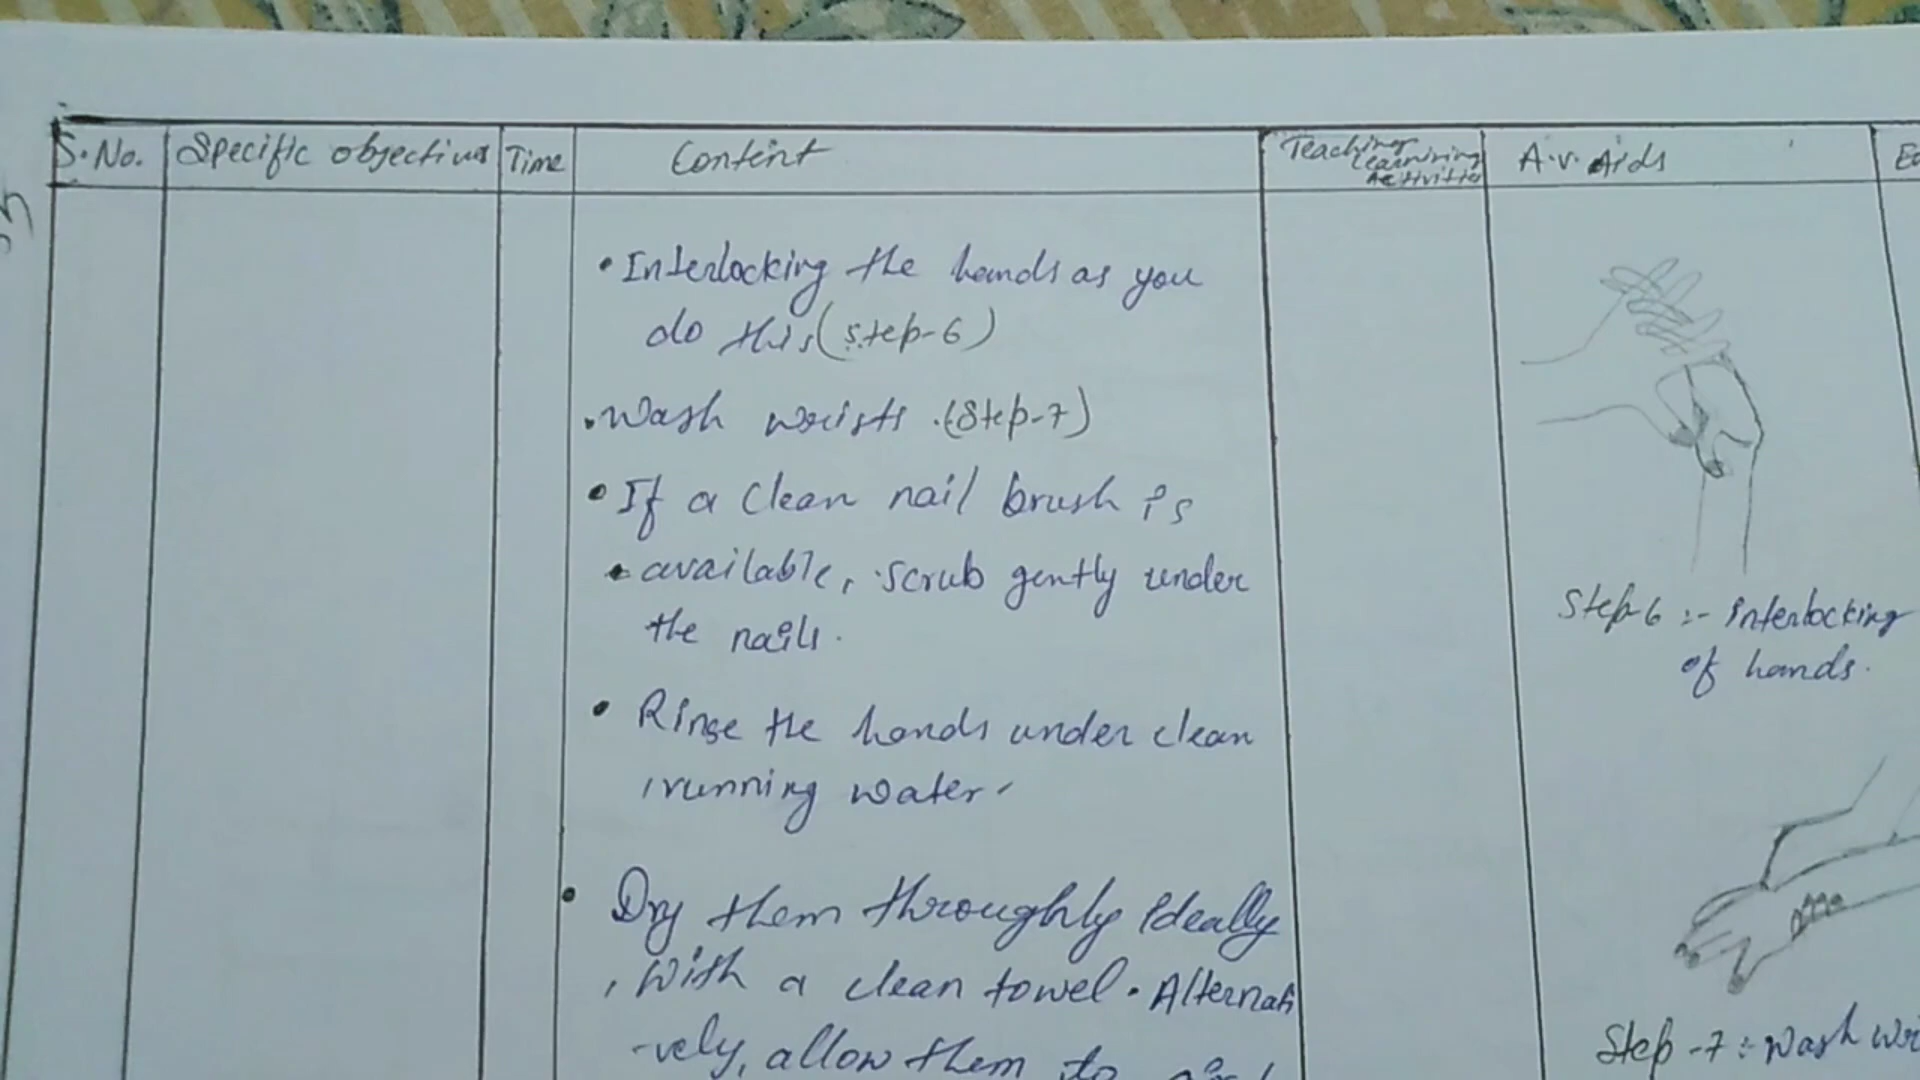 S.No. Specific objectives Time Content Teaching Learnining Activities A.V. Aids
• Interlocking the hands as you
do this (step-6)
• Wash wrists. (Step-7)
• If a clean nail brush is
• available, scrub gently under
the nails.
• Rinse the hands under clean
running water.
• Dry them throughly ideally
, with a clean towel. Alternati
-vely, allow them to
Step-6 :- interlocking
of hands.
Step-7 : Wash